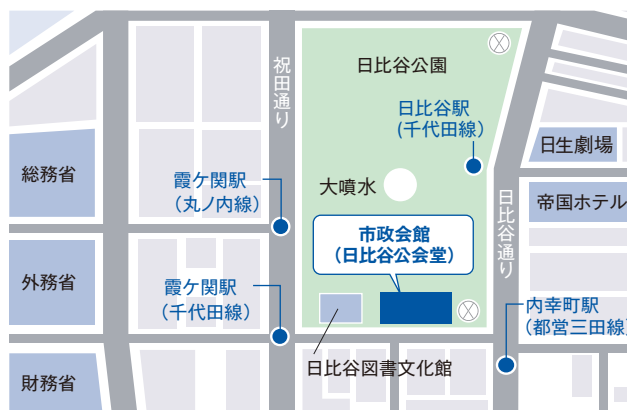 日比谷公園
祝田通り
日比谷駅
(千代田線)
日生劇場
総務省
霞ケ関駅
（丸ノ内線）
大噴水
帝国ホテル
日比谷通り
市政会館
（日比谷公会堂）
外務省
霞ケ関駅
（千代田線）
内幸町駅
（都営三田線）
日比谷図書文化館
財務省